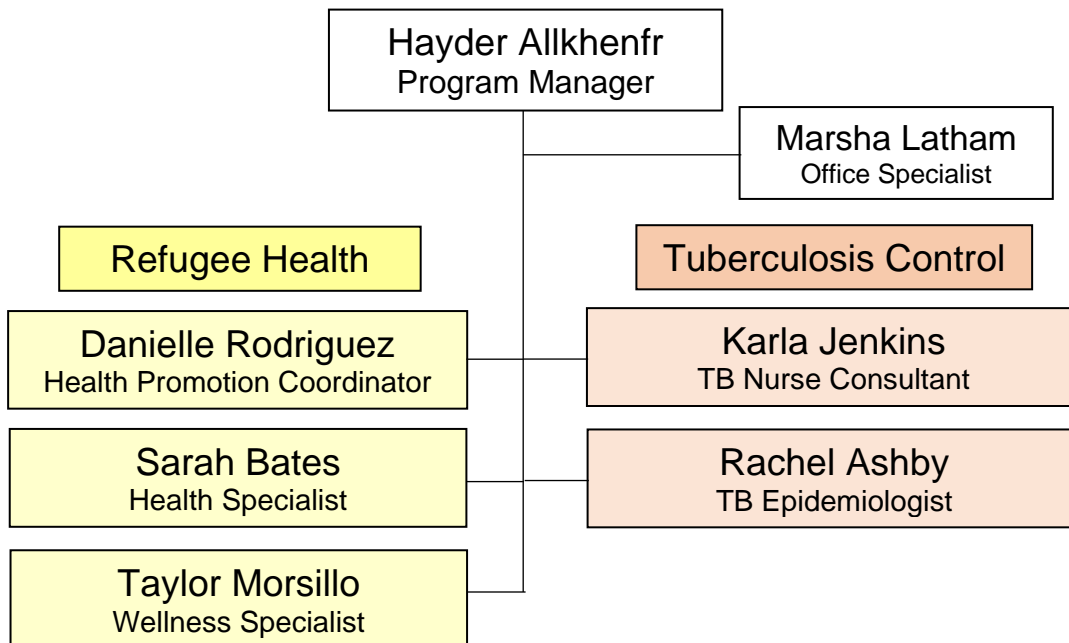 Hayder Allkhenfr
Program Manager
Marsha Latham
Office Specialist
Refugee Health
Tuberculosis Control
Danielle Rodriguez
Health Promotion Coordinator
Karla Jenkins
TB Nurse Consultant
Sarah Bates
Health Specialist
Rachel Ashby
TB Epidemiologist
Taylor Morsillo
Wellness Specialist